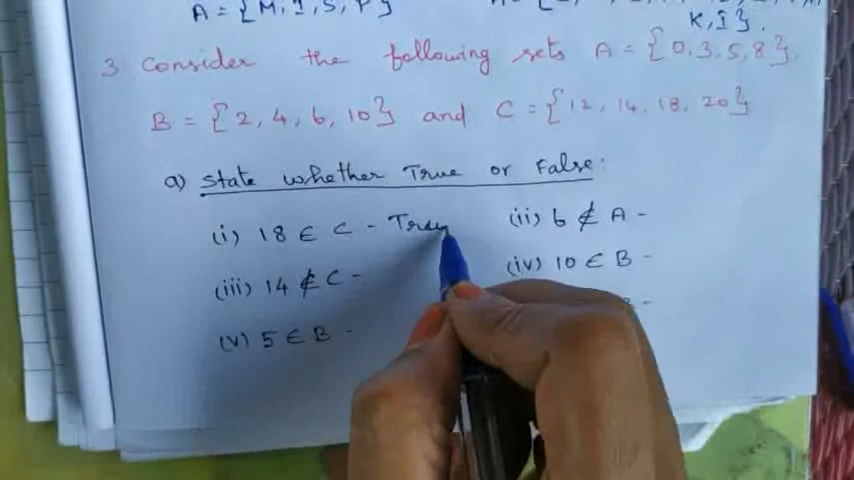 A = {M, I, S, P}
K, I}.
3 Consider the following sets A = {0, 3, 5, 8},
B = {2, 4, 6, 10} and C = {12, 14, 18, 20}
a) State whether True or False:
(i) 18 ∈ C - True (ii) 6 ∉ A -
(iii) 14 ∉ C - (iv) 10 ∈ B -
(v) 5 ∈ B -